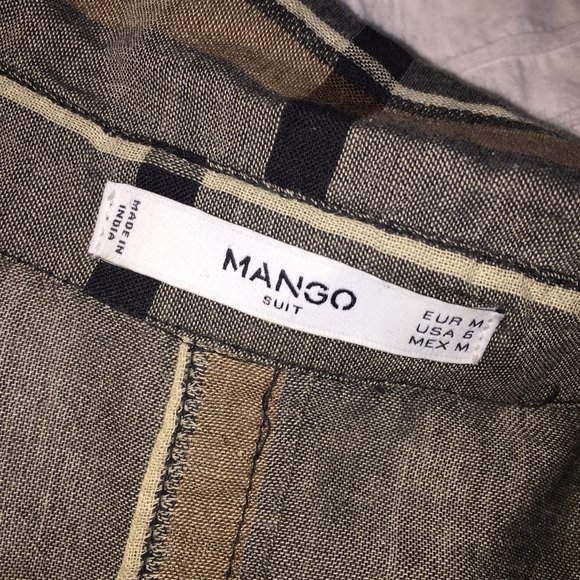 MADE IN
INDIA
MANGO
SUIT
EUR M
USA 6
MEX M